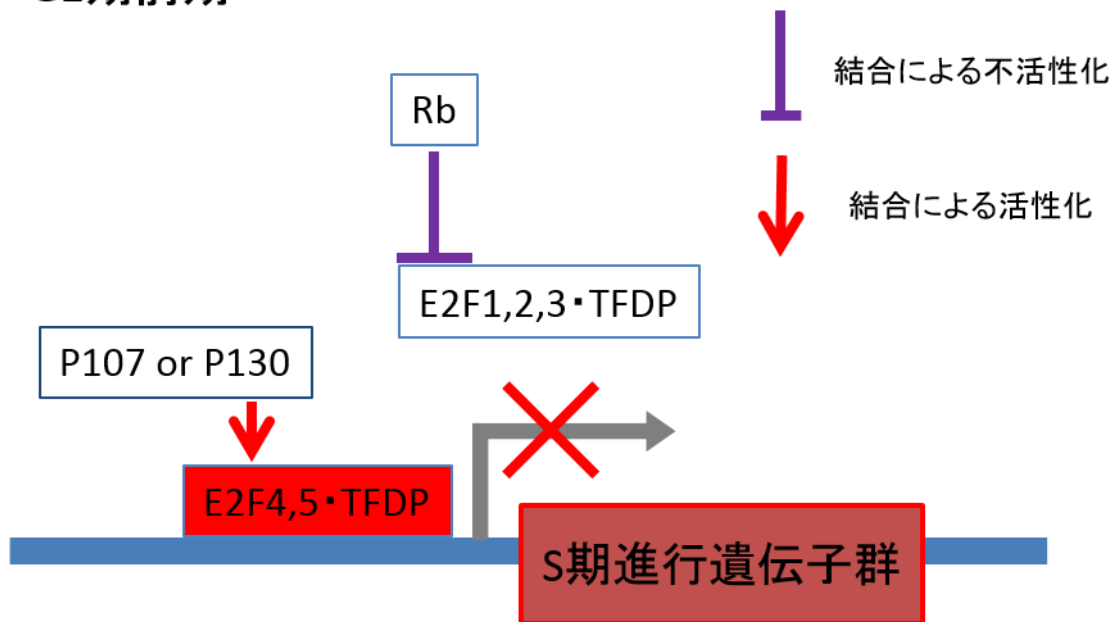 結合による不活性化
Rb
結合による活性化
E2F1,2,3・TFDP
P107 or P130
E2F4,5・TFDP
S期進行遺伝子群